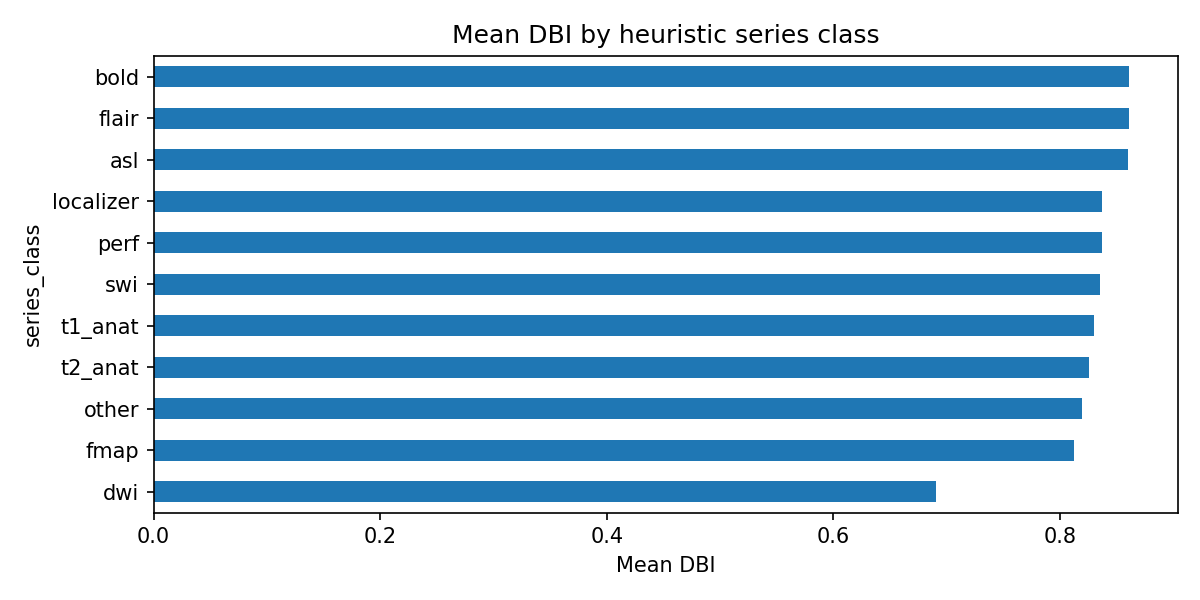 Mean DBI by heuristic series class
series_class
bold
flair
asl
localizer
perf
swi
t1_anat
t2_anat
other
fmap
dwi
0.0 0.2 0.4 0.6 0.8
Mean DBI